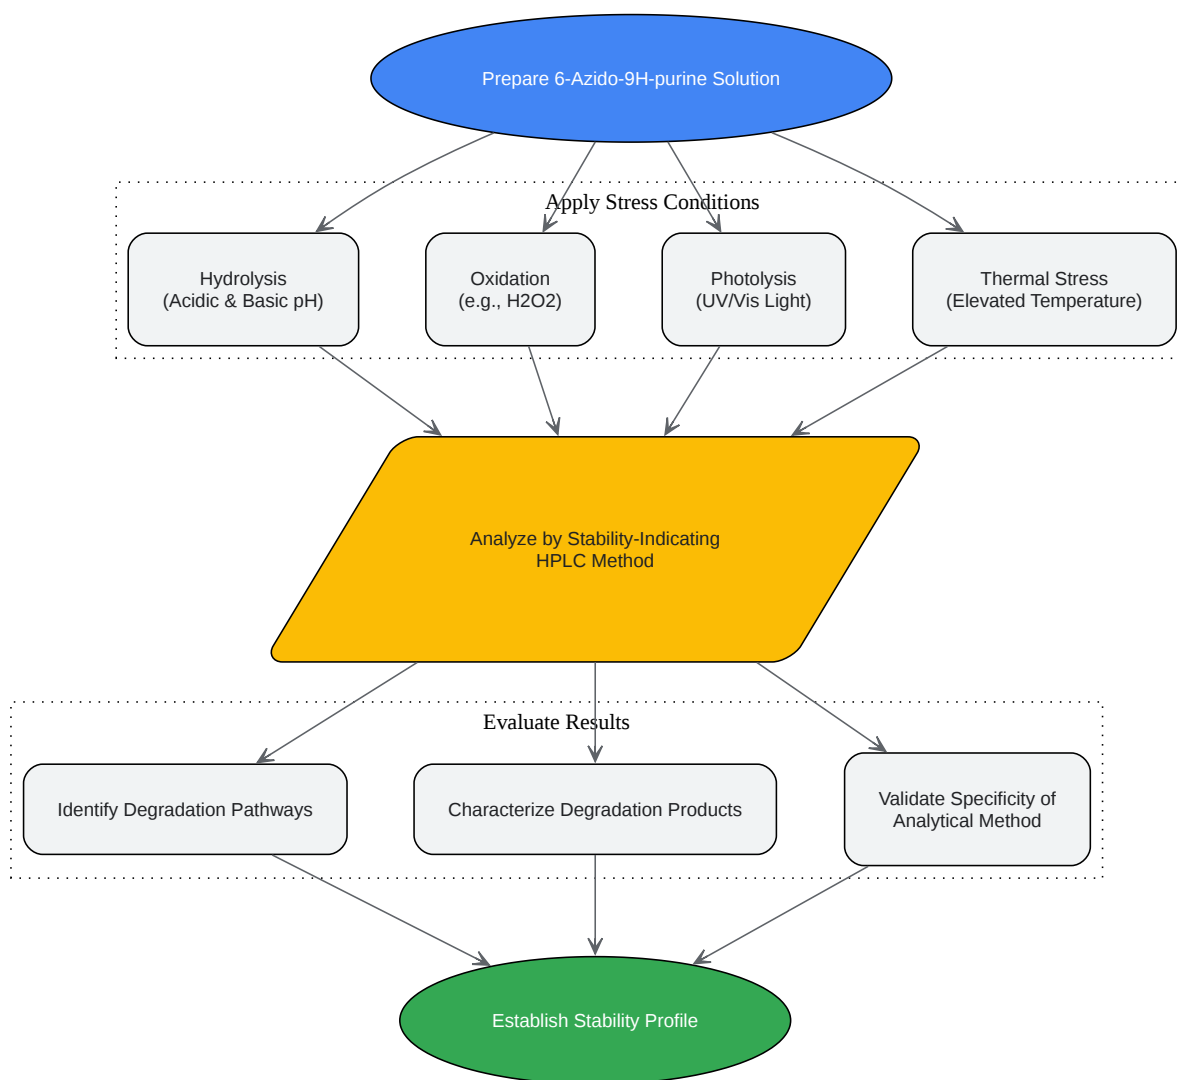 Prepare 6-Azido-9H-purine Solution
Apply Stress Conditions
Hydrolysis
(Acidic & Basic pH)
Oxidation
(e.g., H2O2)
Photolysis
(UV/Vis Light)
Thermal Stress
(Elevated Temperature)
Analyze by Stability-Indicating
HPLC Method
Evaluate Results
Identify Degradation Pathways
Characterize Degradation Products
Validate Specificity of
Analytical Method
Establish Stability Profile